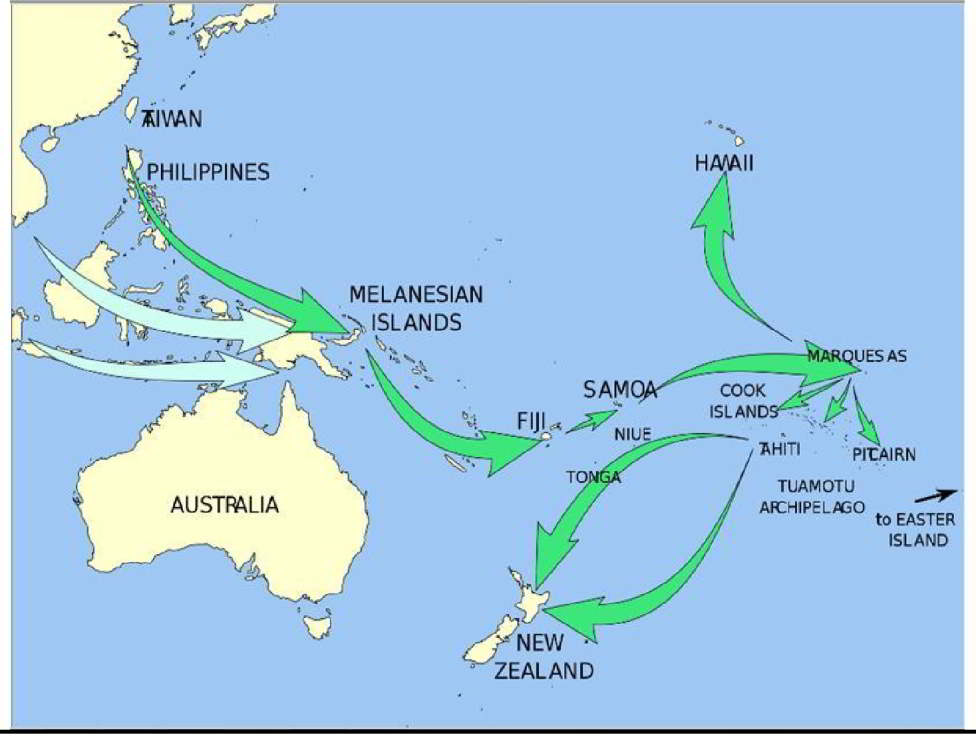 TAIWAN
PHILIPPINES
HAWAII
MELANESIAN
ISLANDS
MARQUESAS
SAMOA
COOK
ISLANDS
FIJI
NIUE
TAHITI
PITCAIRN
TONGA
TUAMOTU
ARCHIPELAGO
AUSTRALIA
to EASTER
ISLAND
NEW
ZEALAND